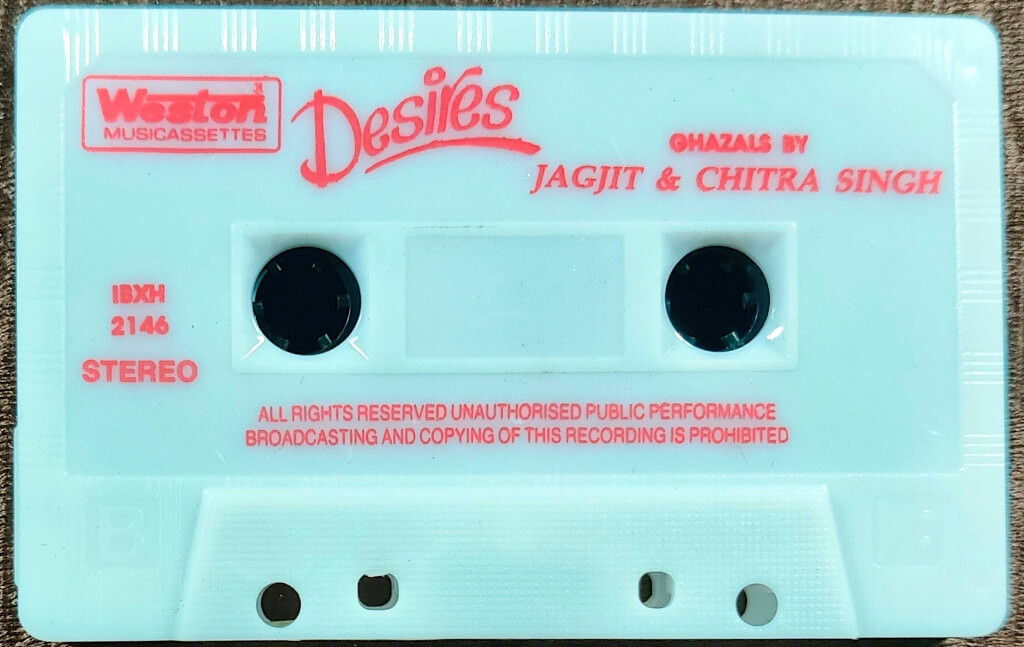 Weston
MUSICASSETTES
Desires
GHAZALS BY
JAGJIT & CHITRA SINGH
IBXH
2146
STEREO
ALL RIGHTS RESERVED UNAUTHORISED PUBLIC PERFORMANCE
BROADCASTING AND COPYING OF THIS RECORDING IS PROHIBITED
B